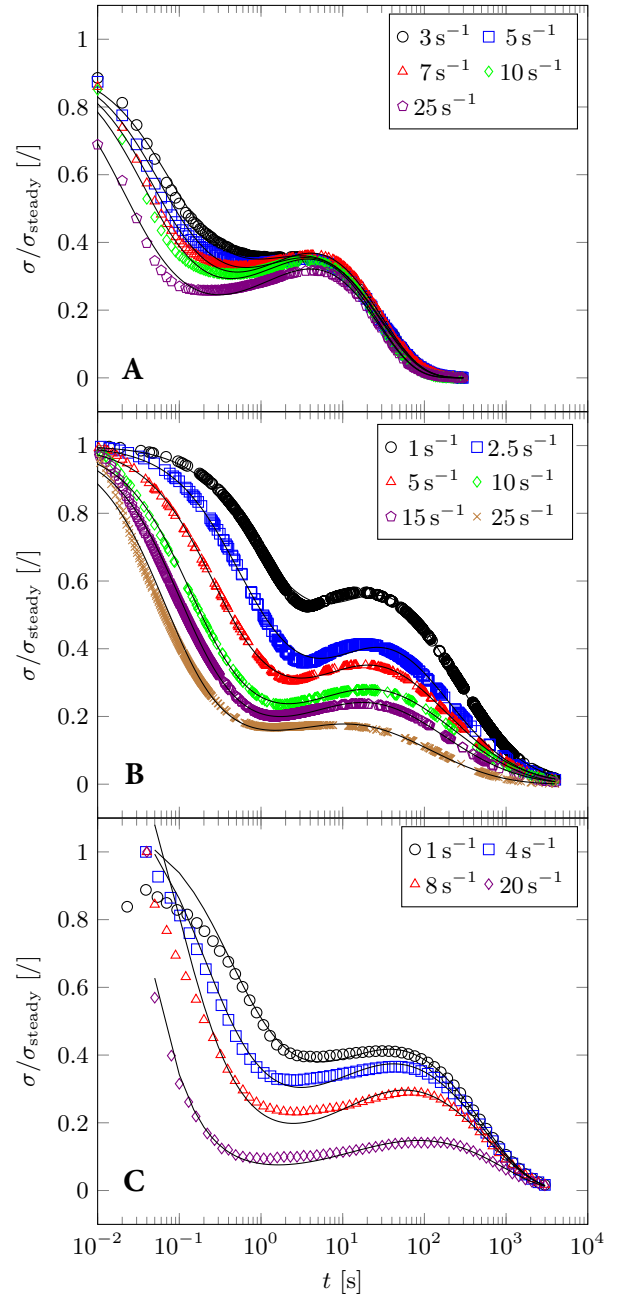 1
0.8
0.6
0.4
0.2
0
σ/σ_steady [/]
3 s⁻¹ 5 s⁻¹
7 s⁻¹ 10 s⁻¹
25 s⁻¹
A
1
0.8
0.6
0.4
0.2
0
σ/σ_steady [/]
1 s⁻¹ 2.5 s⁻¹
5 s⁻¹ 10 s⁻¹
15 s⁻¹ 25 s⁻¹
B
1
0.8
0.6
0.4
0.2
0
σ/σ_steady [/]
1 s⁻¹ 4 s⁻¹
8 s⁻¹ 20 s⁻¹
C
10⁻² 10⁻¹ 10⁰ 10¹ 10² 10³ 10⁴
t [s]